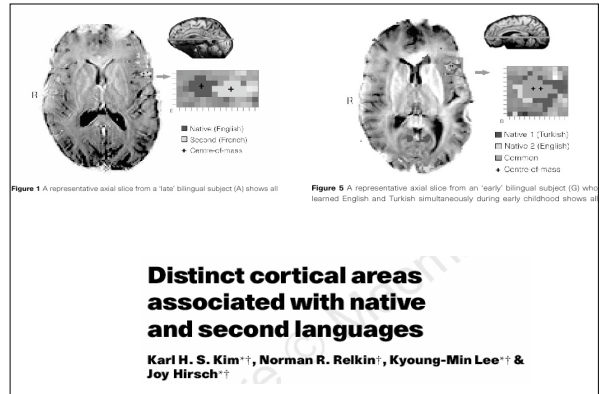 R
Native (English)
Second (French)
Centre-of-mass
Figure 1 A representative axial slice from a 'late' bilingual subject (A) shows all
R
Native 1 (Turkish)
Native 2 (English)
Common
Centre-of-mass
Figure 5 A representative axial slice from an 'early' bilingual subject (G) who
learned English and Turkish simultaneously during early childhood shows all
Distinct cortical areas
associated with native
and second languages
Karl H. S. Kim*†, Norman R. Relkin†, Kyoung-Min Lee*† &
Joy Hirsch*†